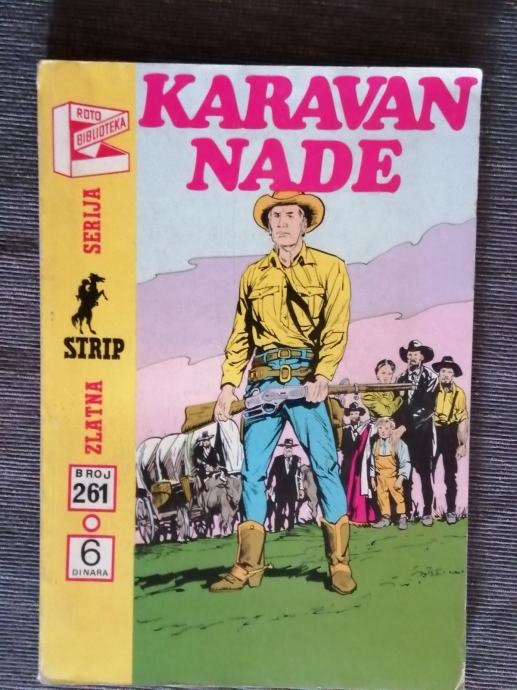 KARAVAN
NADE
ROTO
BIBLIOTEKA
SERIJA
STRIP
ZLATNA
BROJ
261
6
DINARA